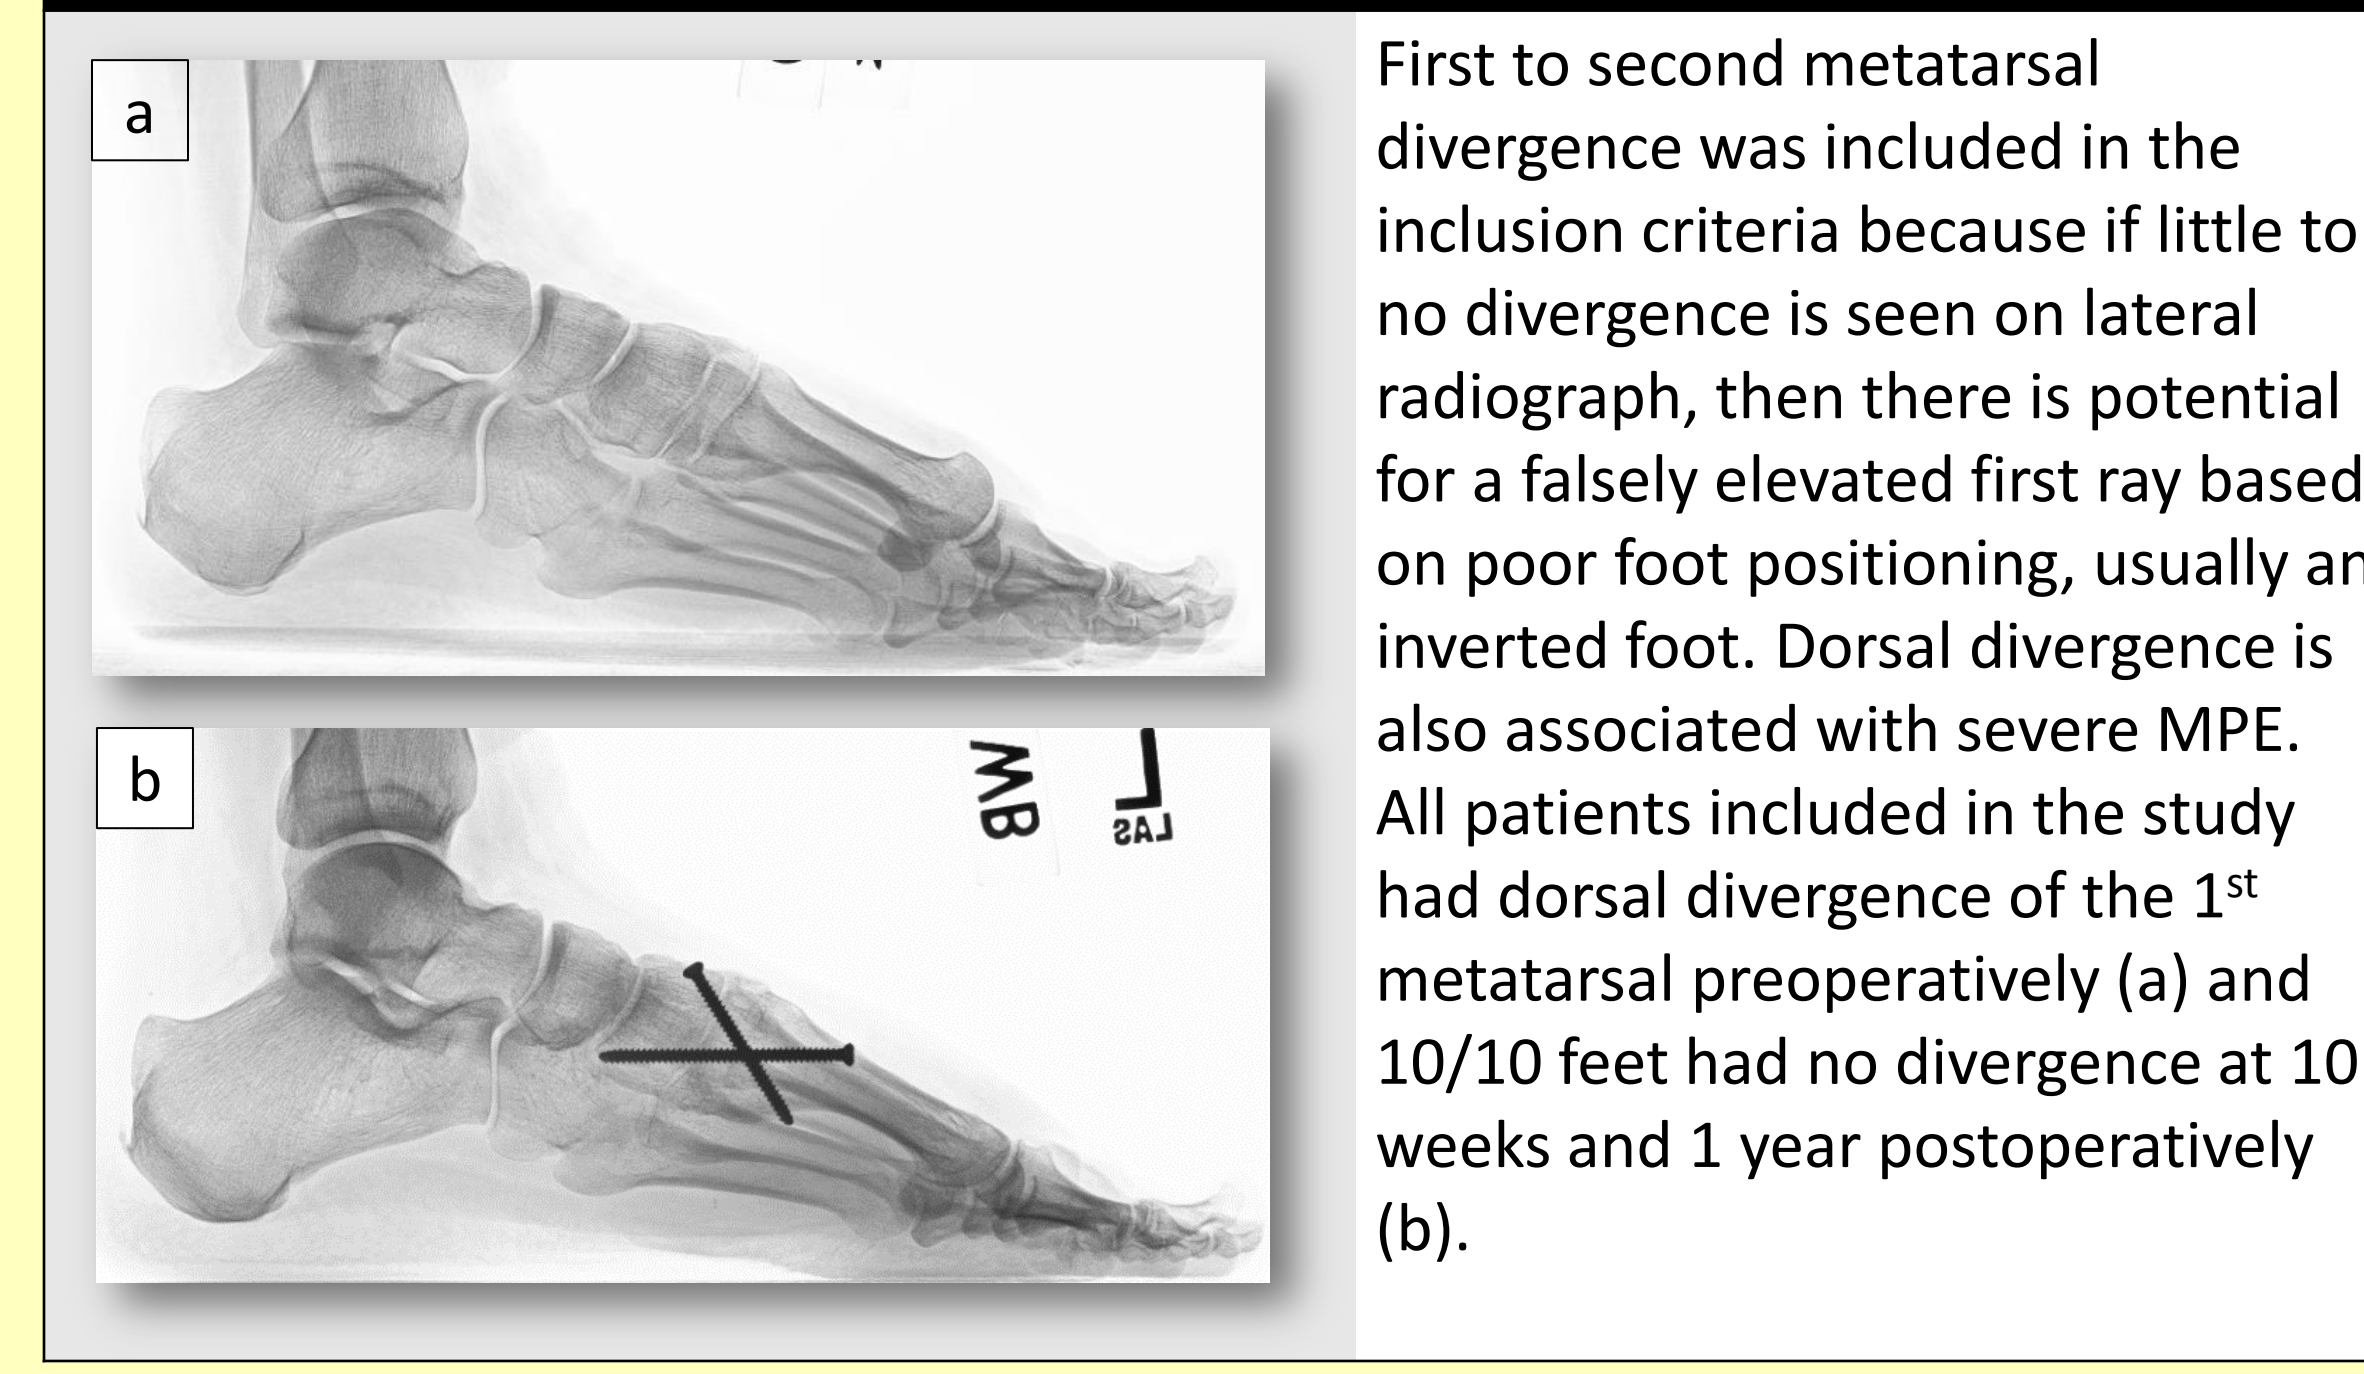 a
b
WB
L
LAS
First to second metatarsal
divergence was included in the
inclusion criteria because if little to
no divergence is seen on lateral
radiograph, then there is potential
for a falsely elevated first ray based
on poor foot positioning, usually an
inverted foot. Dorsal divergence is
also associated with severe MPE.
All patients included in the study
had dorsal divergence of the 1st
metatarsal preoperatively (a) and
10/10 feet had no divergence at 10
weeks and 1 year postoperatively
(b).